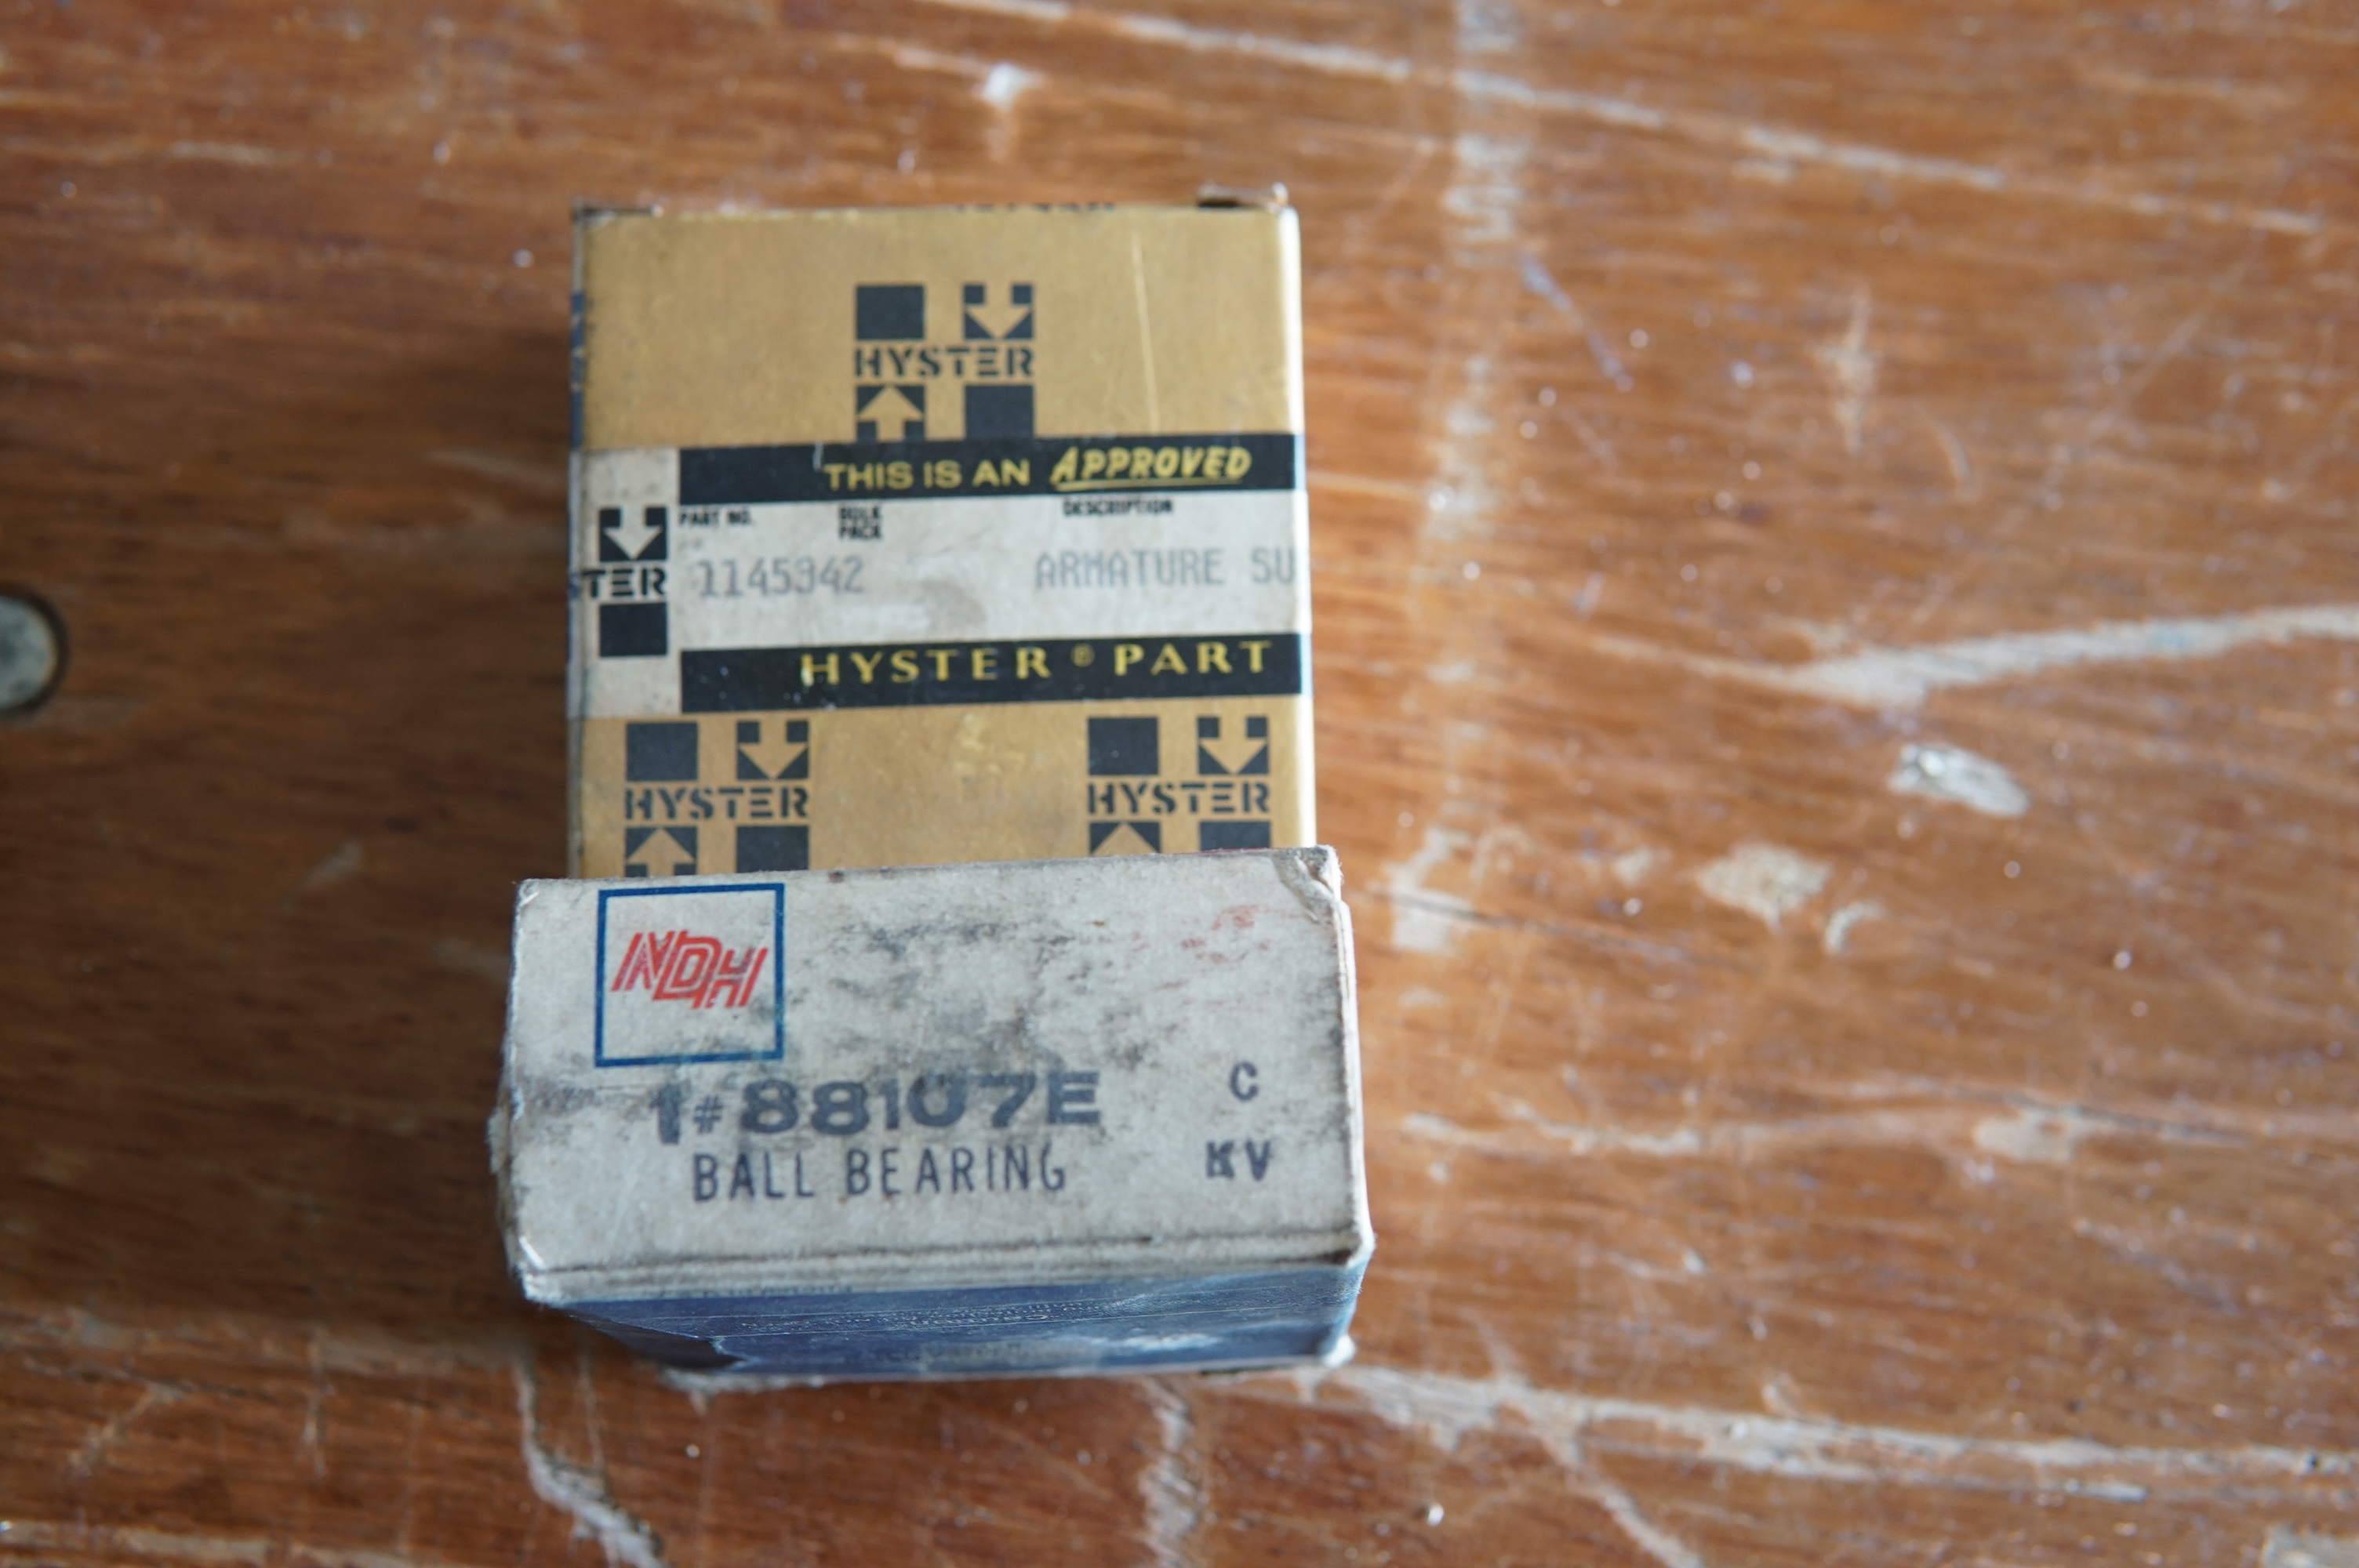 HYSTER
THIS IS AN APPROVED
PART NO. BULK PACK DESCRIPTION
STER 1145942 ARMATURE SU
HYSTER ® PART
HYSTER HYSTER
NDH
1#88107E C
BALL BEARING KV